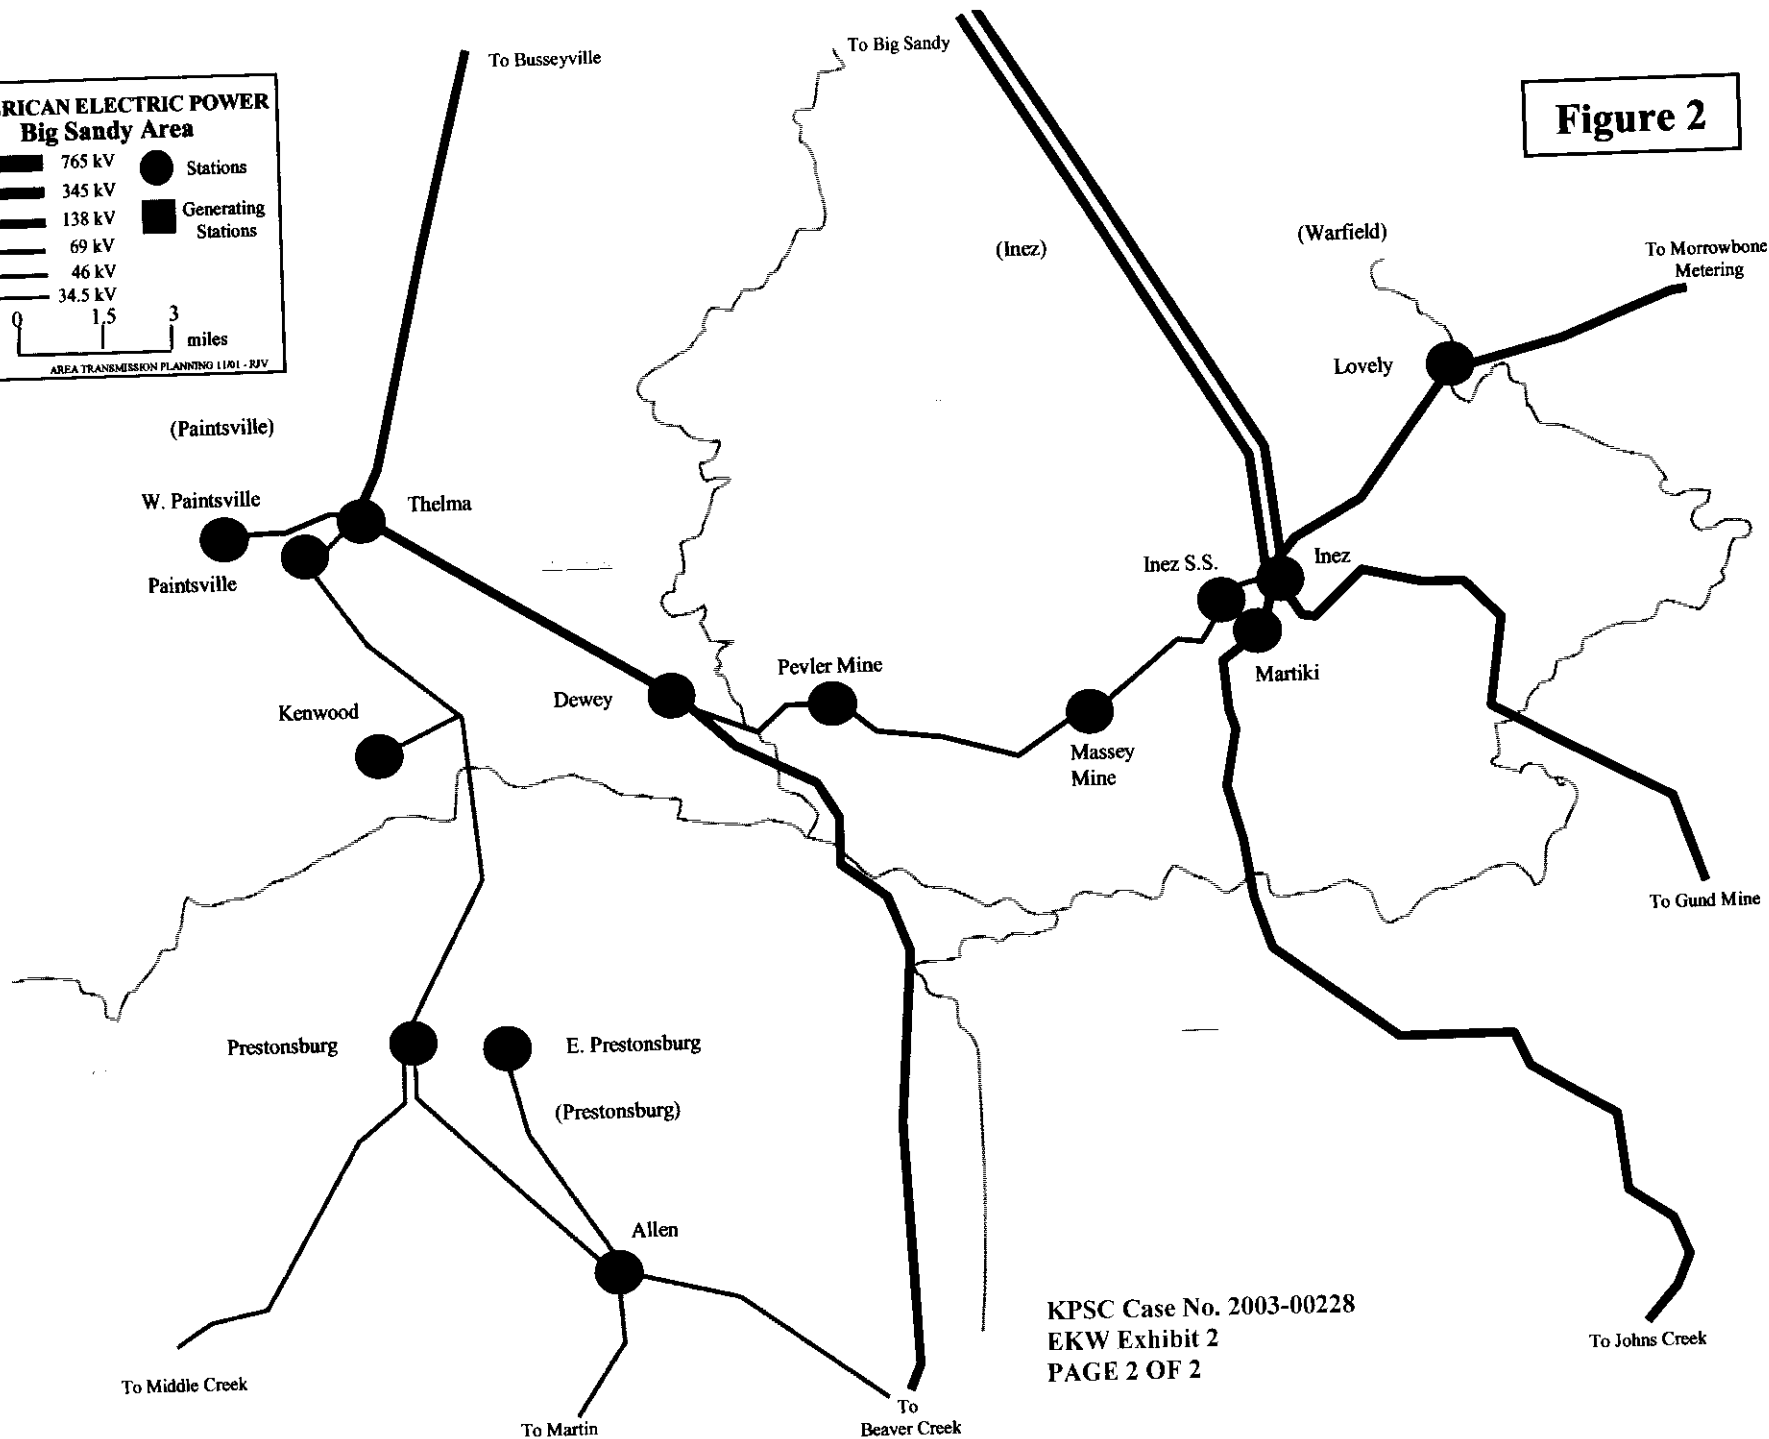 To Busseyville
To Big Sandy
Figure 2
RICAN ELECTRIC POWER
Big Sandy Area
765 kV
Stations
345 kV
138 kV
Generating
Stations
69 kV
46 kV
34.5 kV
0 1.5 3
miles
AREA TRANSMISSION PLANNING 11/01 - RJV
(Inez)
(Warfield)
To Morrowbone
Metering
Lovely
(Paintsville)
W. Paintsville
Thelma
Paintsville
Inez S.S.
Inez
Pevler Mine
Dewey
Martiki
Kenwood
Massey
Mine
To Gund Mine
Prestonsburg
E. Prestonsburg
(Prestonsburg)
Allen
KPSC Case No. 2003-00228
EKW Exhibit 2
PAGE 2 OF 2
To Johns Creek
To Middle Creek
To Martin
To
Beaver Creek